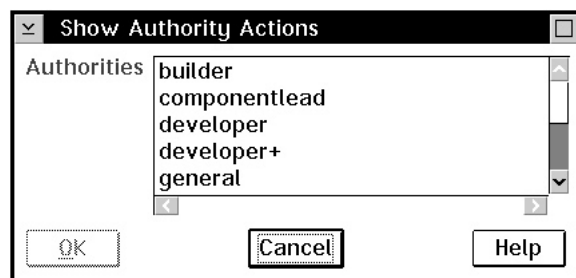 Show Authority Actions
Authorities
builder
componentlead
developer
developer+
general
OK
Cancel
Help